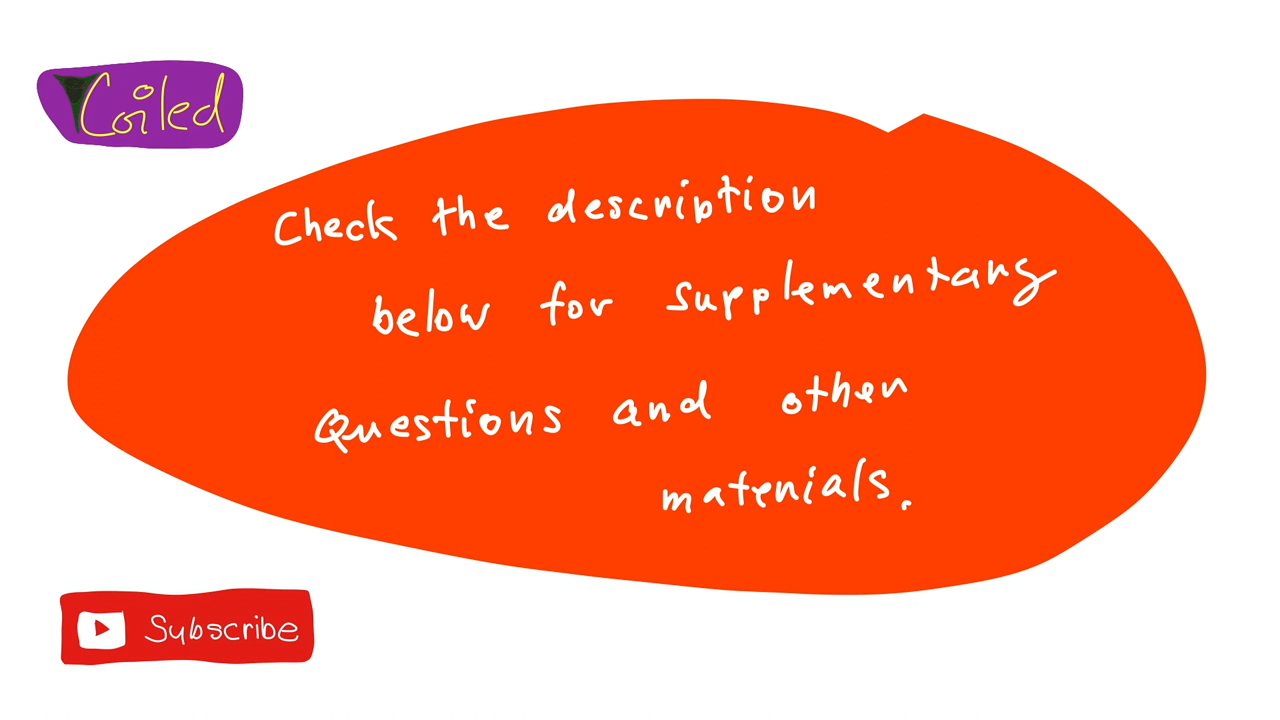 Coiled
Check the description
below for supplementary
Questions and other
materials.
Subscribe